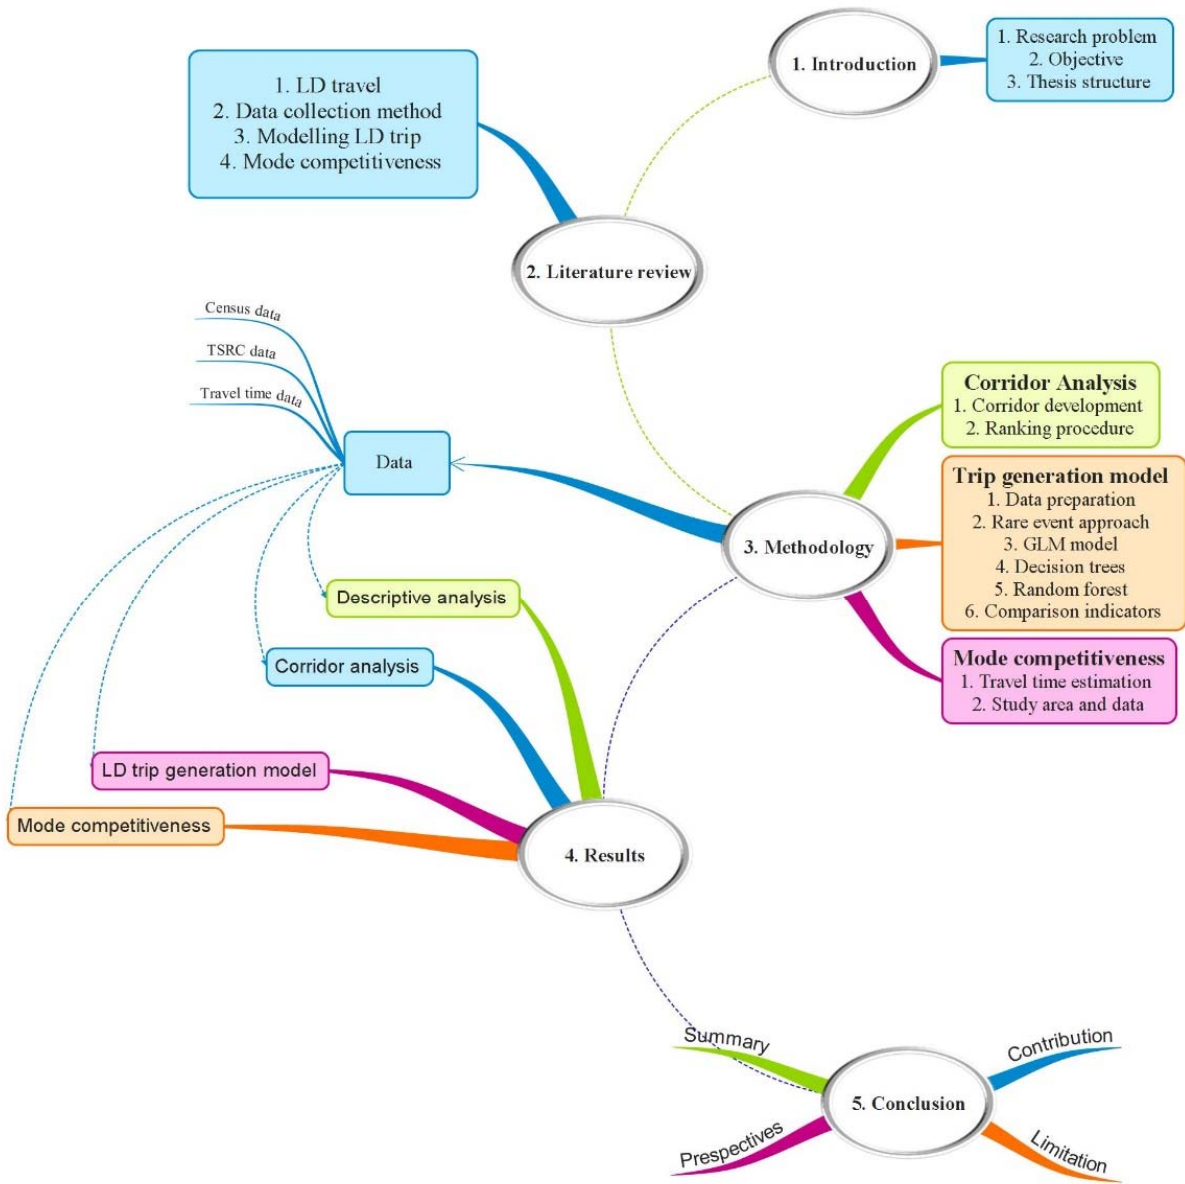 1. Introduction
1. Research problem
2. Objective
3. Thesis structure
1. LD travel
2. Data collection method
3. Modelling LD trip
4. Mode competitiveness
2. Literature review
Census data
TSRC data
Travel time data
Data
3. Methodology
Corridor Analysis
1. Corridor development
2. Ranking procedure
Trip generation model
1. Data preparation
2. Rare event approach
3. GLM model
4. Decision trees
5. Random forest
6. Comparison indicators
Mode competitiveness
1. Travel time estimation
2. Study area and data
Descriptive analysis
Corridor analysis
LD trip generation model
Mode competitiveness
4. Results
Summary
Contribution
5. Conclusion
Prespectives
Limitation